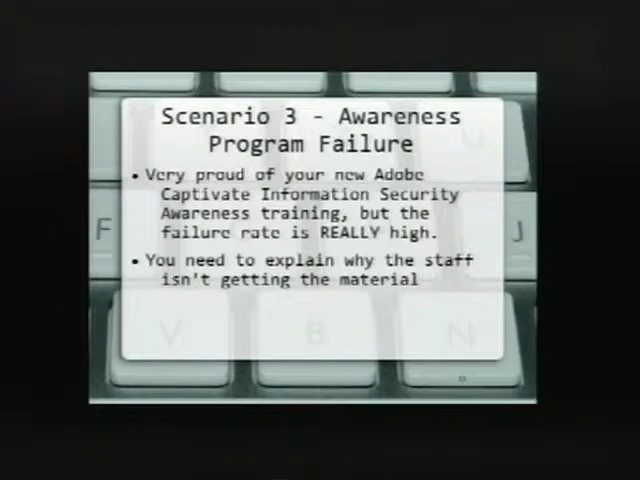 Scenario 3 - Awareness
Program Failure
• Very proud of your new Adobe
Captivate Information Security
Awareness training, but the
failure rate is REALLY high.
• You need to explain why the staff
isn't getting the material
F
J
V
B
N